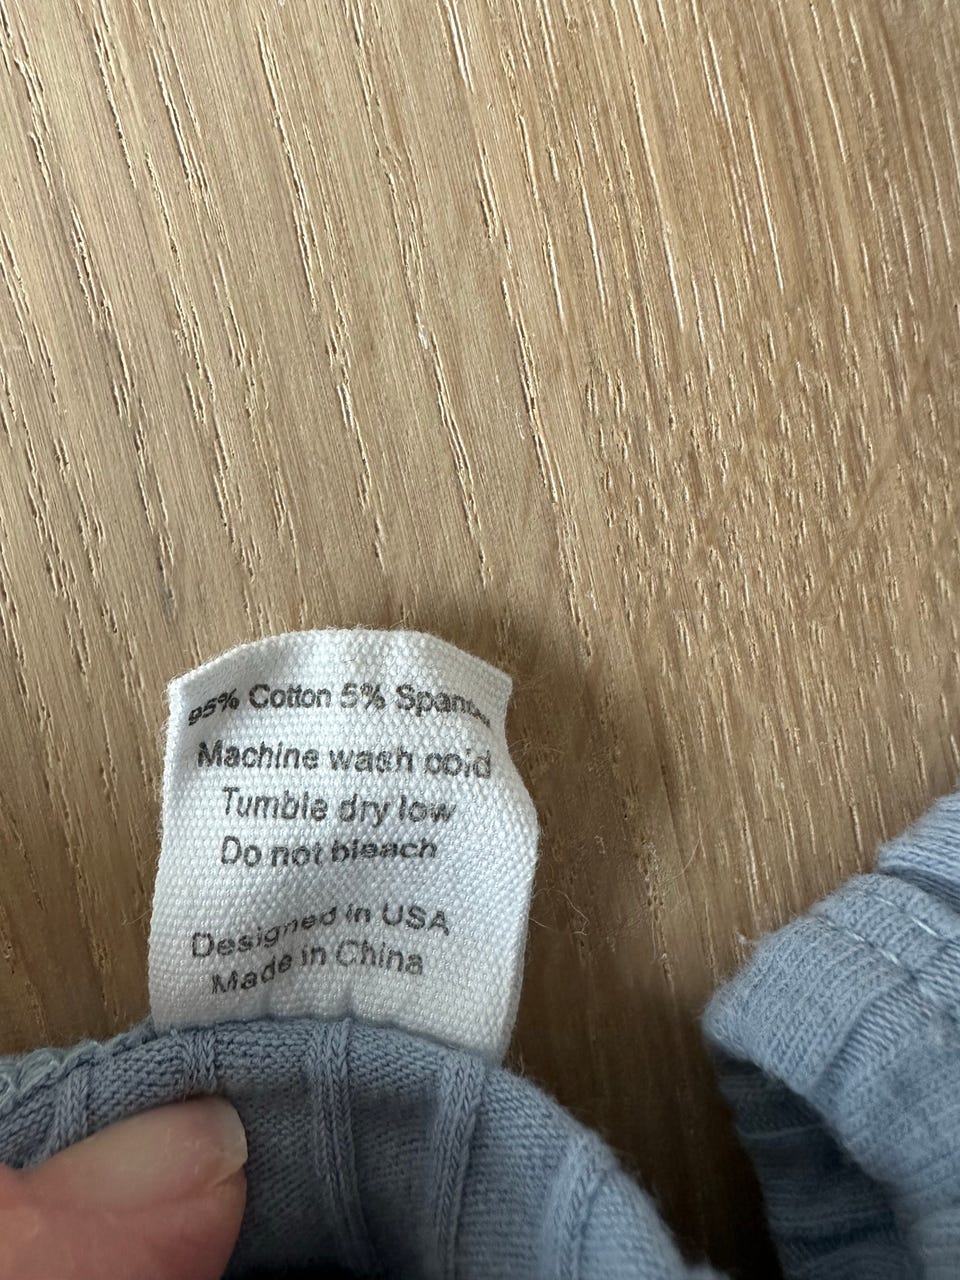 95% Cotton 5% Spandex
Machine wash cold
Tumble dry low
Do not bleach
Designed in USA
Made in China